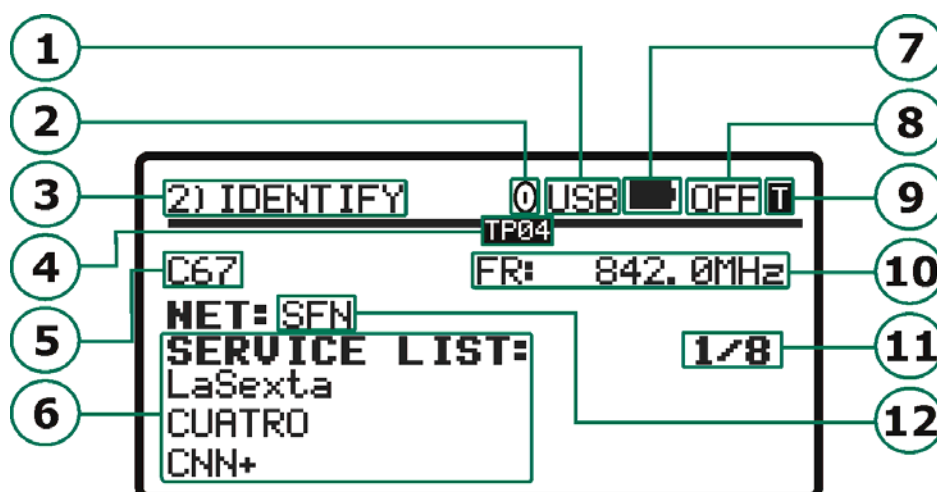 1
7
2
8
3
2) IDENTIFY
USB
OFF
T
9
TP04
4
C67
FR: 842.0MHz
10
NET: SFN
5
SERVICE LIST:
1/8
11
LaSexta
6
CUATRO
12
CNN+